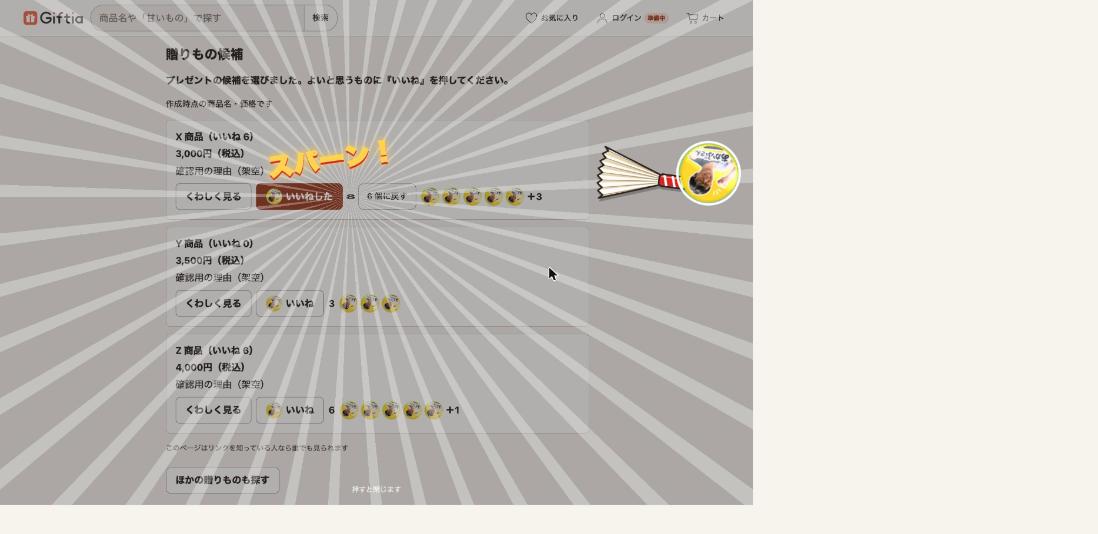 Giftia
商品名や「甘いもの」で探す
検索
お気に入り
ログイン 準備中
カート
贈りもの候補
プレゼントの候補を選びました。よいと思うものに『いいね』を押してください。
作成時点の商品名・価格です
X 商品（いいね 6）
3,000円（税込）
確認用の理由（架空）
スパーン！
くわしく見る いいねした 8 6 個に戻す +3
Y 商品（いいね 0）
3,500円（税込）
確認用の理由（架空）
くわしく見る いいね 3
Z 商品（いいね 6）
4,000円（税込）
確認用の理由（架空）
くわしく見る いいね 6 +1
このページはリンクを知っている人なら誰でも見られます
ほかの贈りものも探す
押すと閉じます